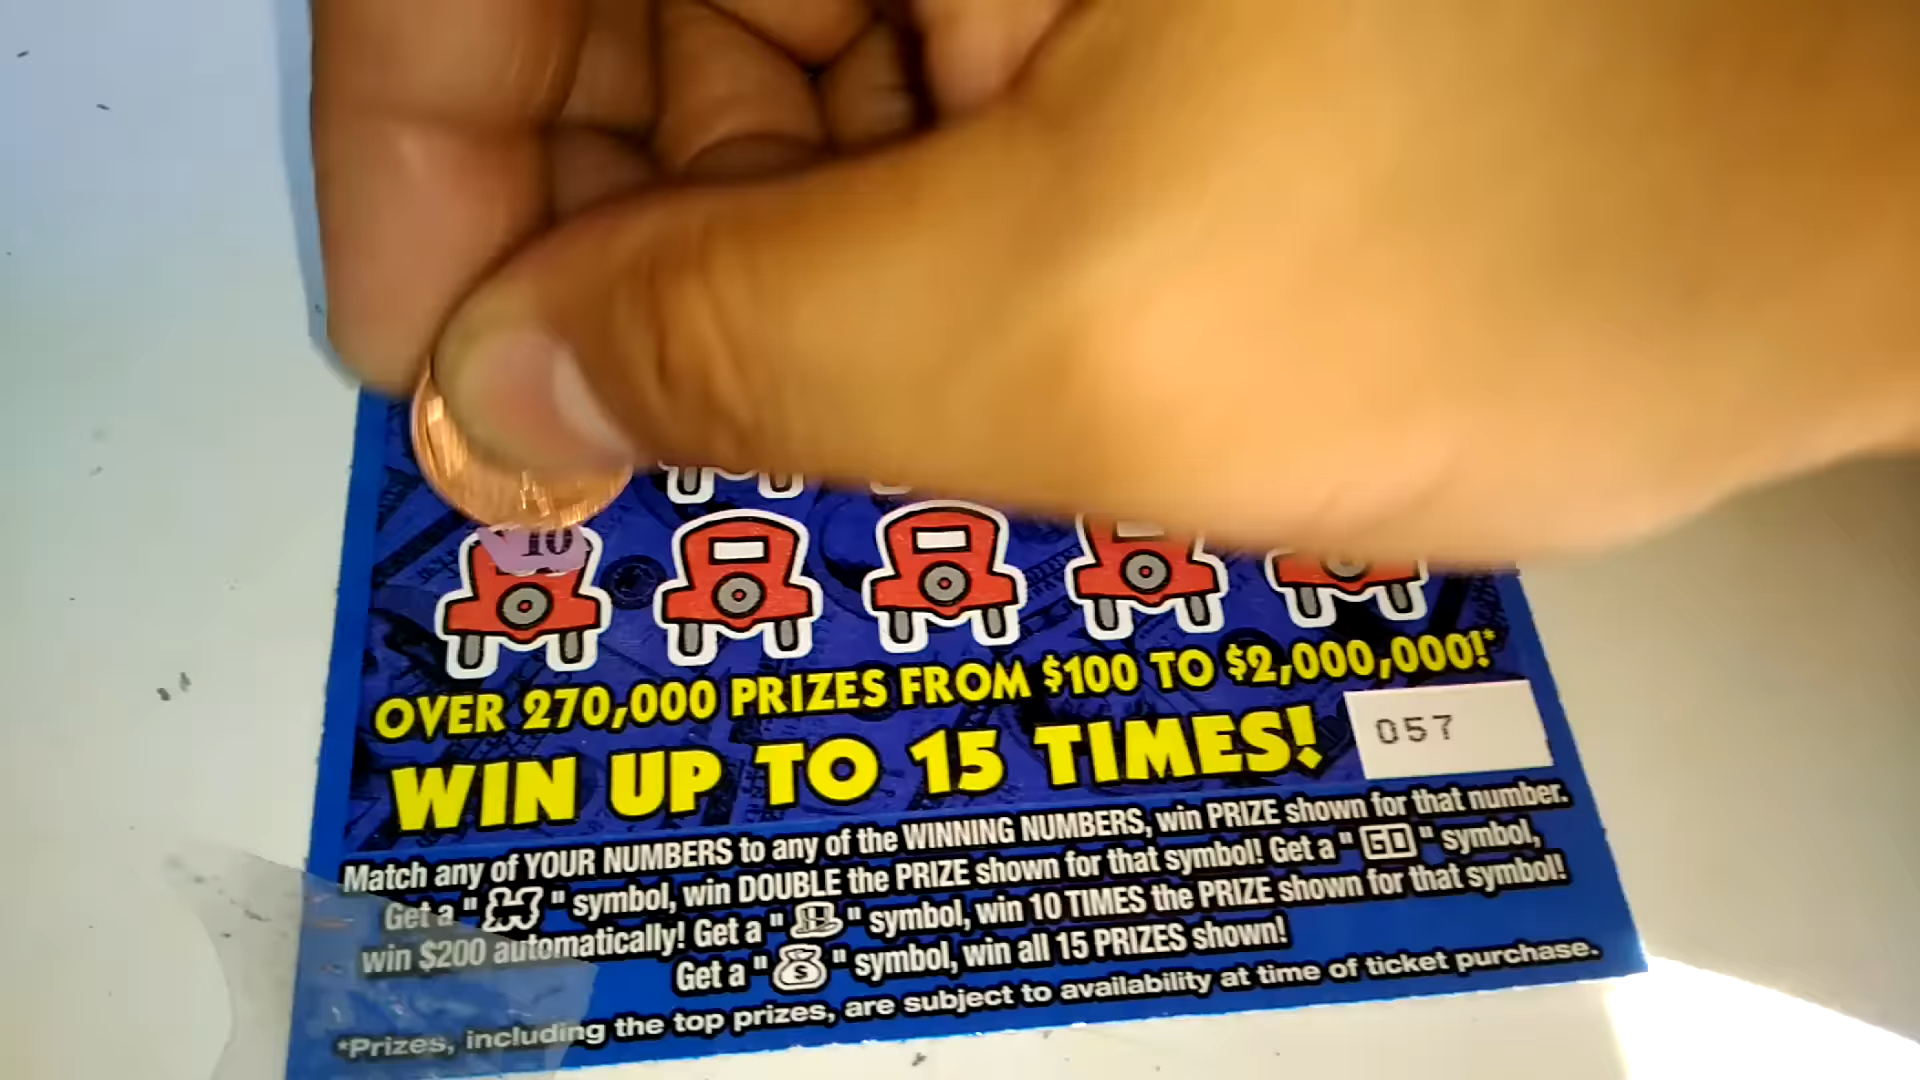 10
OVER 270,000 PRIZES FROM $100 TO $2,000,000!*
WIN UP TO 15 TIMES!
057
Match any of YOUR NUMBERS to any of the WINNING NUMBERS, win PRIZE shown for that number.
Get a " " symbol, win DOUBLE the PRIZE shown for that symbol! Get a "GO" symbol,
win $200 automatically! Get a " " symbol, win 10 TIMES the PRIZE shown for that symbol!
Get a "$" symbol, win all 15 PRIZES shown!
*Prizes, including the top prizes, are subject to availability at time of ticket purchase.